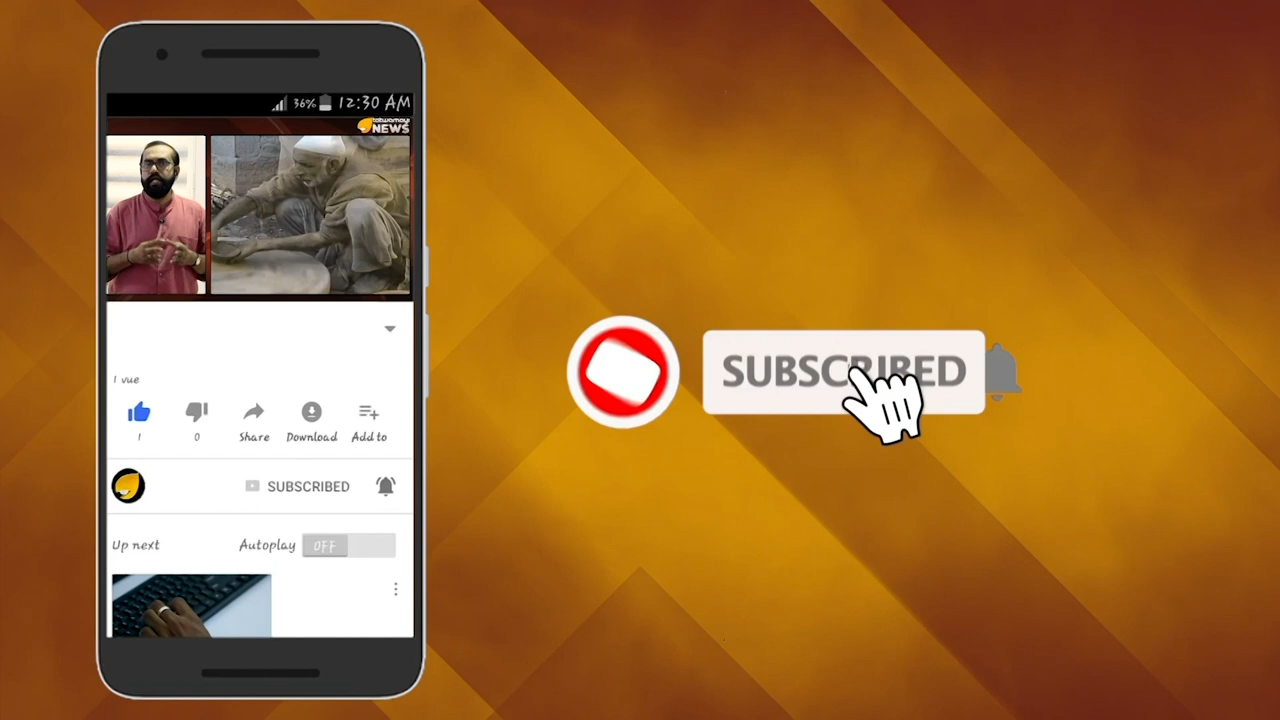 36% 12:30 AM
tatwamayi
NEWS
1 vue
1
0
Share
Download
Add to
SUBSCRIBED
Up next
Autoplay
OFF
SUBSCRIBED